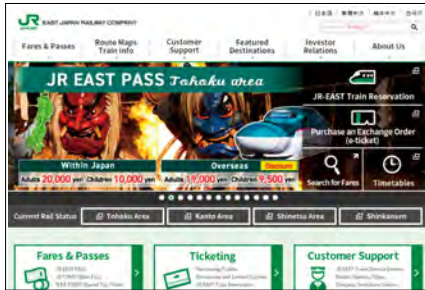 日本語
JR EAST JAPAN RAILWAY COMPANY
Fares & Passes
Route Maps
Train Info
Customer
Support
Featured
Destinations
Investor
Relations
About Us
JR EAST PASS Tohoku area
JR-EAST Train Reservation
Purchase an Exchange Order
(e-ticket)
Within Japan
Adults 20,000 yen Children 10,000 yen
Overseas Discount
Adults 19,000 yen Children 9,500 yen
Search for Fares
Timetables
Current Rail Status
Tohoku Area
Kanto Area
Shinetsu Area
Shinkansen
Fares & Passes
Ticketing
Customer Support